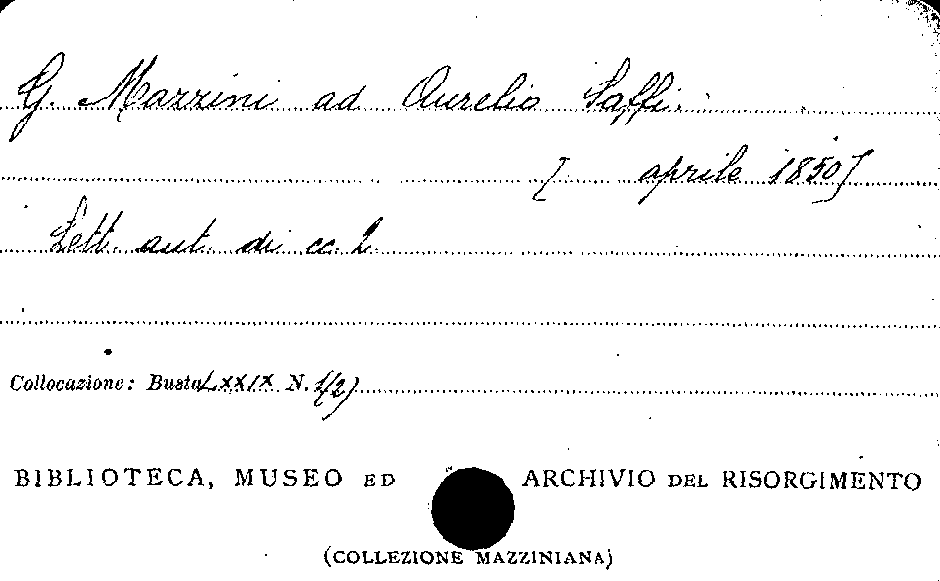 G. Mazzini ad Aurelio Saffi.
[ aprile 1850]
Lett. aut. di cc. 2
Collocazione: Busta LXXIX N. 1(2)
BIBLIOTECA, MUSEO ED ARCHIVIO DEL RISORGIMENTO
(COLLEZIONE MAZZINIANA)